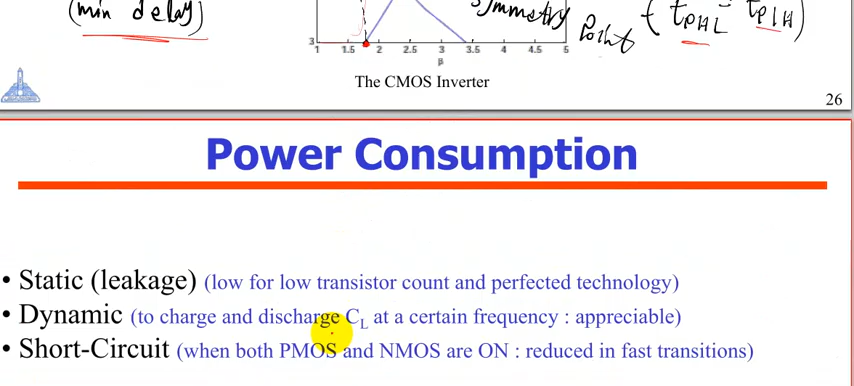 (min delay)
symmetry Point ( tPHL = tPLH )
3
1 1.5 2 2.5 3 3.5 4 4.5 5
β
The CMOS Inverter
26
Power Consumption
• Static (leakage) (low for low transistor count and perfected technology)
• Dynamic (to charge and discharge CL at a certain frequency : appreciable)
• Short-Circuit (when both PMOS and NMOS are ON : reduced in fast transitions)